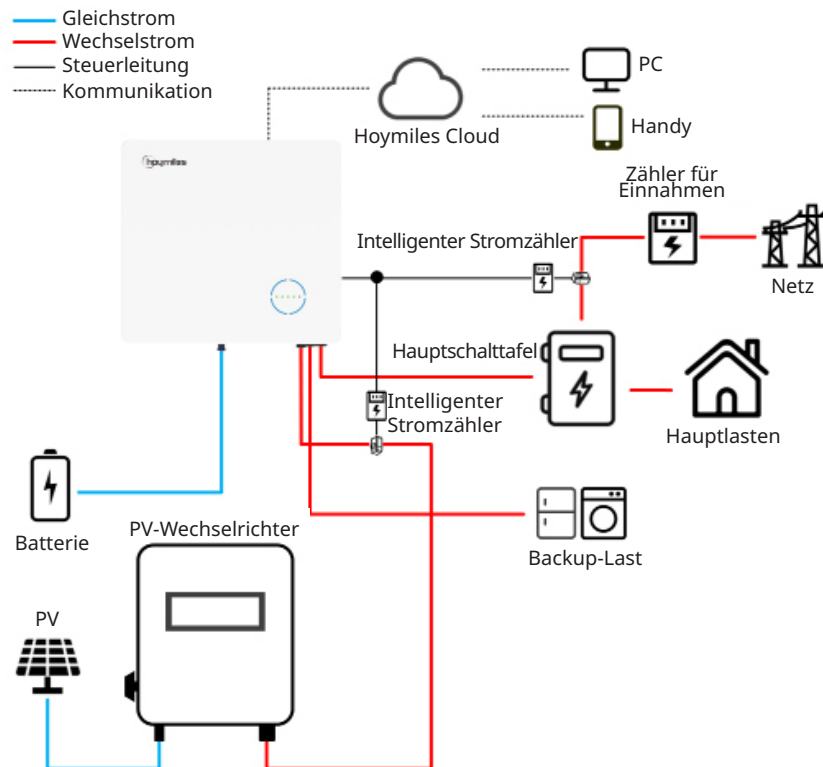 Gleichstrom
Wechselstrom
Steuerleitung
Kommunikation
PC
Hoymiles Cloud
Handy
hoymiles
Zähler für
Einnahmen
Intelligenter Stromzähler
Netz
Hauptschalttafel
Intelligenter
Stromzähler
Hauptlasten
Batterie
PV-Wechselrichter
Backup-Last
PV